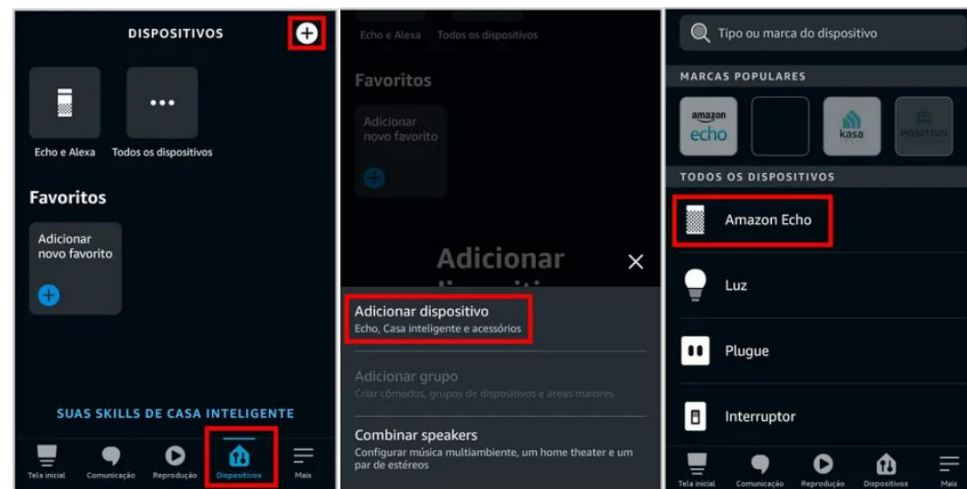 DISPOSITIVOS
Echo e Alexa
Todos os dispositivos
Favoritos
Adicionar
novo favorito
SUAS SKILLS DE CASA INTELIGENTE
Tela inicial
Comunicação
Reprodução
Dispositivos
Mais
Echo e Alexa
Todos os dispositivos
Favoritos
Adicionar
novo favorito
Adicionar
Adicionar dispositivo
Echo, Casa inteligente e acessórios
Adicionar grupo
Criar cômodos, grupos de dispositivos e áreas maiores
Combinar speakers
Configurar música multiambiente, um home theater e um
par de estéreos
Tipo ou marca do dispositivo
MARCAS POPULARES
amazon
echo
kasa
POSITIVO
TODOS OS DISPOSITIVOS
Amazon Echo
Luz
Plugue
Interruptor
Tela inicial
Comunicação
Reprodução
Dispositivos
Mais